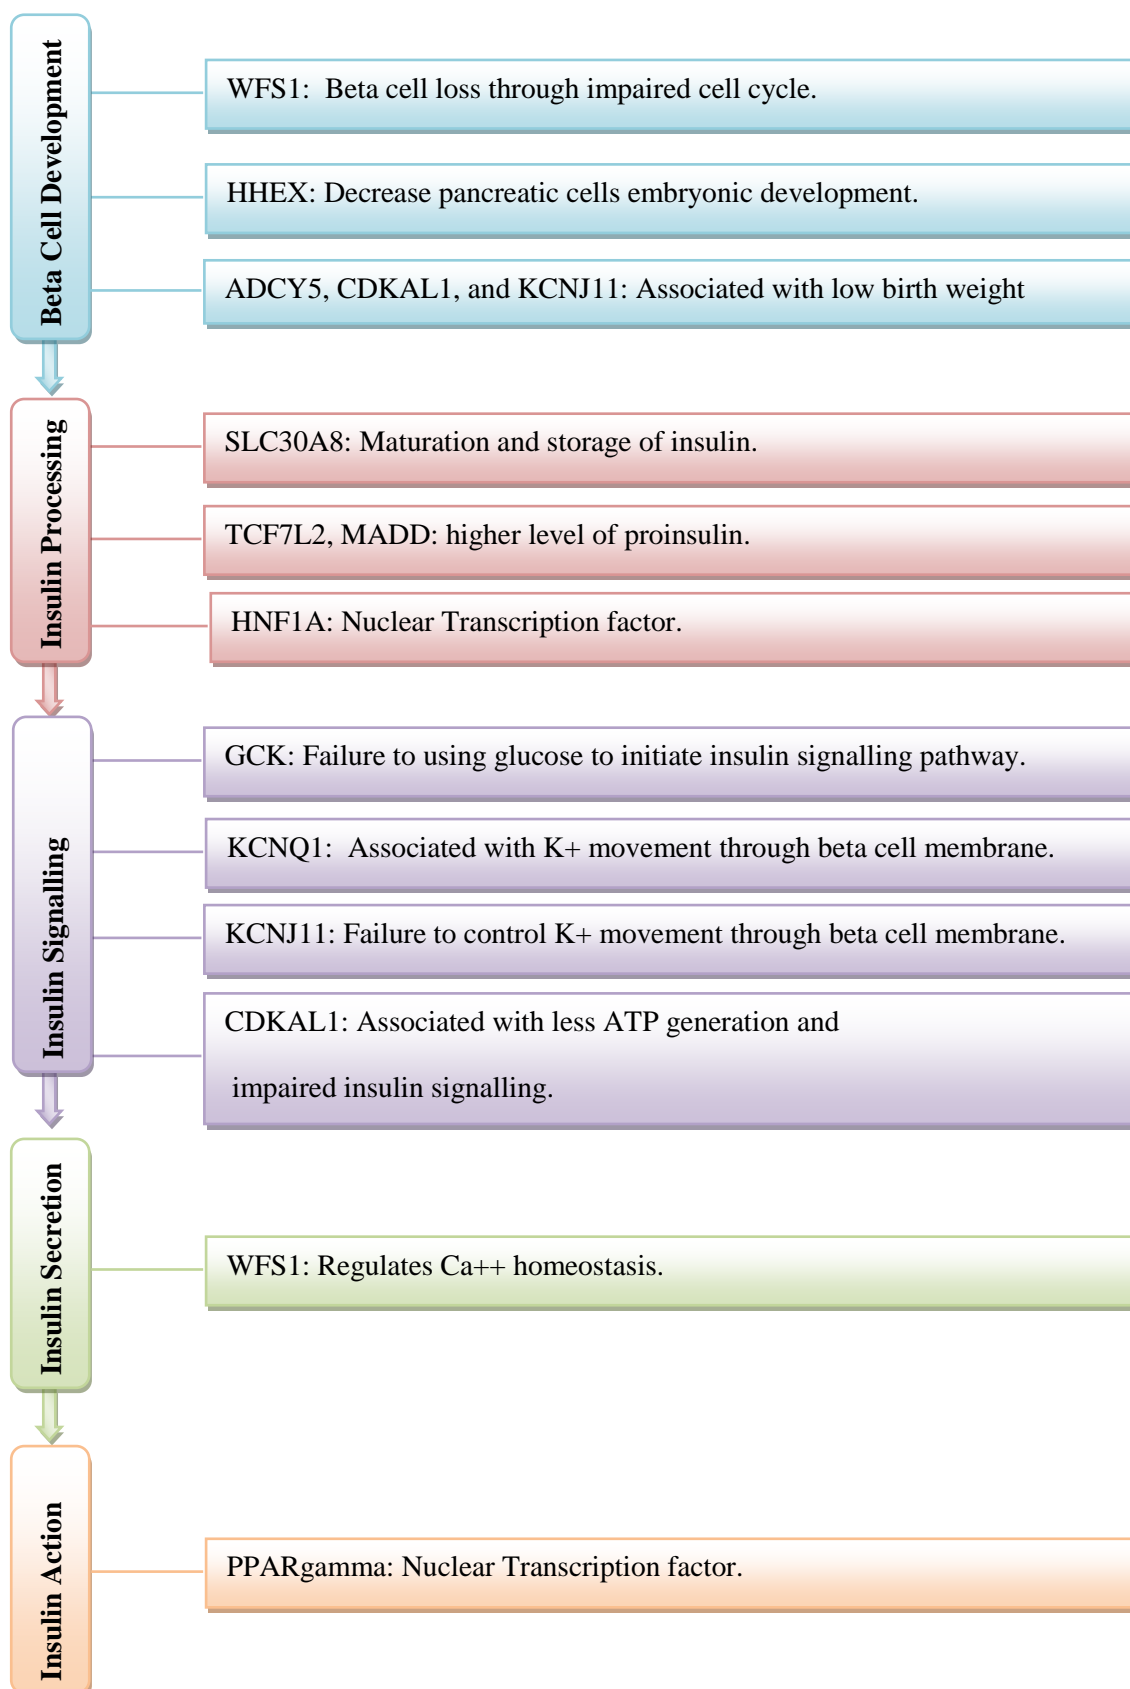 Beta Cell Development
WFS1:  Beta cell loss through impaired cell cycle.
HHEX: Decrease pancreatic cells embryonic development.
ADCY5, CDKAL1, and KCNJ11: Associated with low birth weight
Insulin Processing
SLC30A8: Maturation and storage of insulin.
TCF7L2, MADD: higher level of proinsulin.
HNF1A: Nuclear Transcription factor.
Insulin Signalling
GCK: Failure to using glucose to initiate insulin signalling pathway.
KCNQ1:  Associated with K+ movement through beta cell membrane.
KCNJ11: Failure to control K+ movement through beta cell membrane.
CDKAL1: Associated with less ATP generation and
impaired insulin signalling.
Insulin Secretion
WFS1: Regulates Ca++ homeostasis.
Insulin Action
PPARgamma: Nuclear Transcription factor.